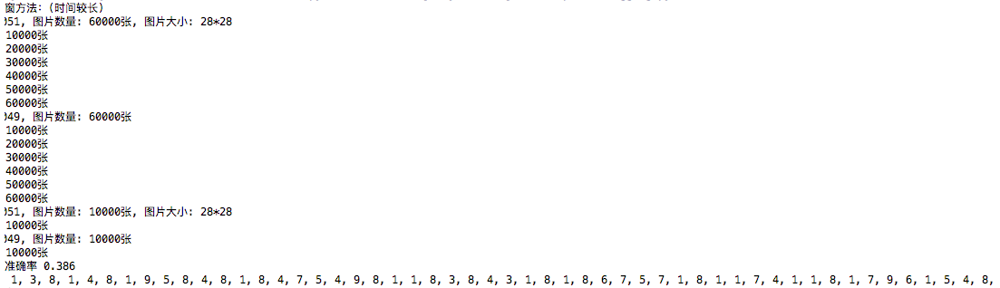 窗方法：（时间较长）
051, 图片数量: 60000张, 图片大小: 28*28
10000张
20000张
30000张
40000张
50000张
60000张
049, 图片数量: 60000张
10000张
20000张
30000张
40000张
50000张
60000张
051, 图片数量: 10000张, 图片大小: 28*28
10000张
049, 图片数量: 10000张
10000张
准确率 0.386
1, 3, 8, 1, 4, 8, 1, 9, 5, 8, 4, 8, 1, 8, 4, 7, 5, 4, 9, 8, 1, 1, 8, 3, 8, 4, 3, 1, 8, 1, 8, 6, 7, 5, 7, 1, 8, 1, 1, 7, 4, 1, 1, 8, 1, 7, 9, 6, 1, 5, 4, 8,